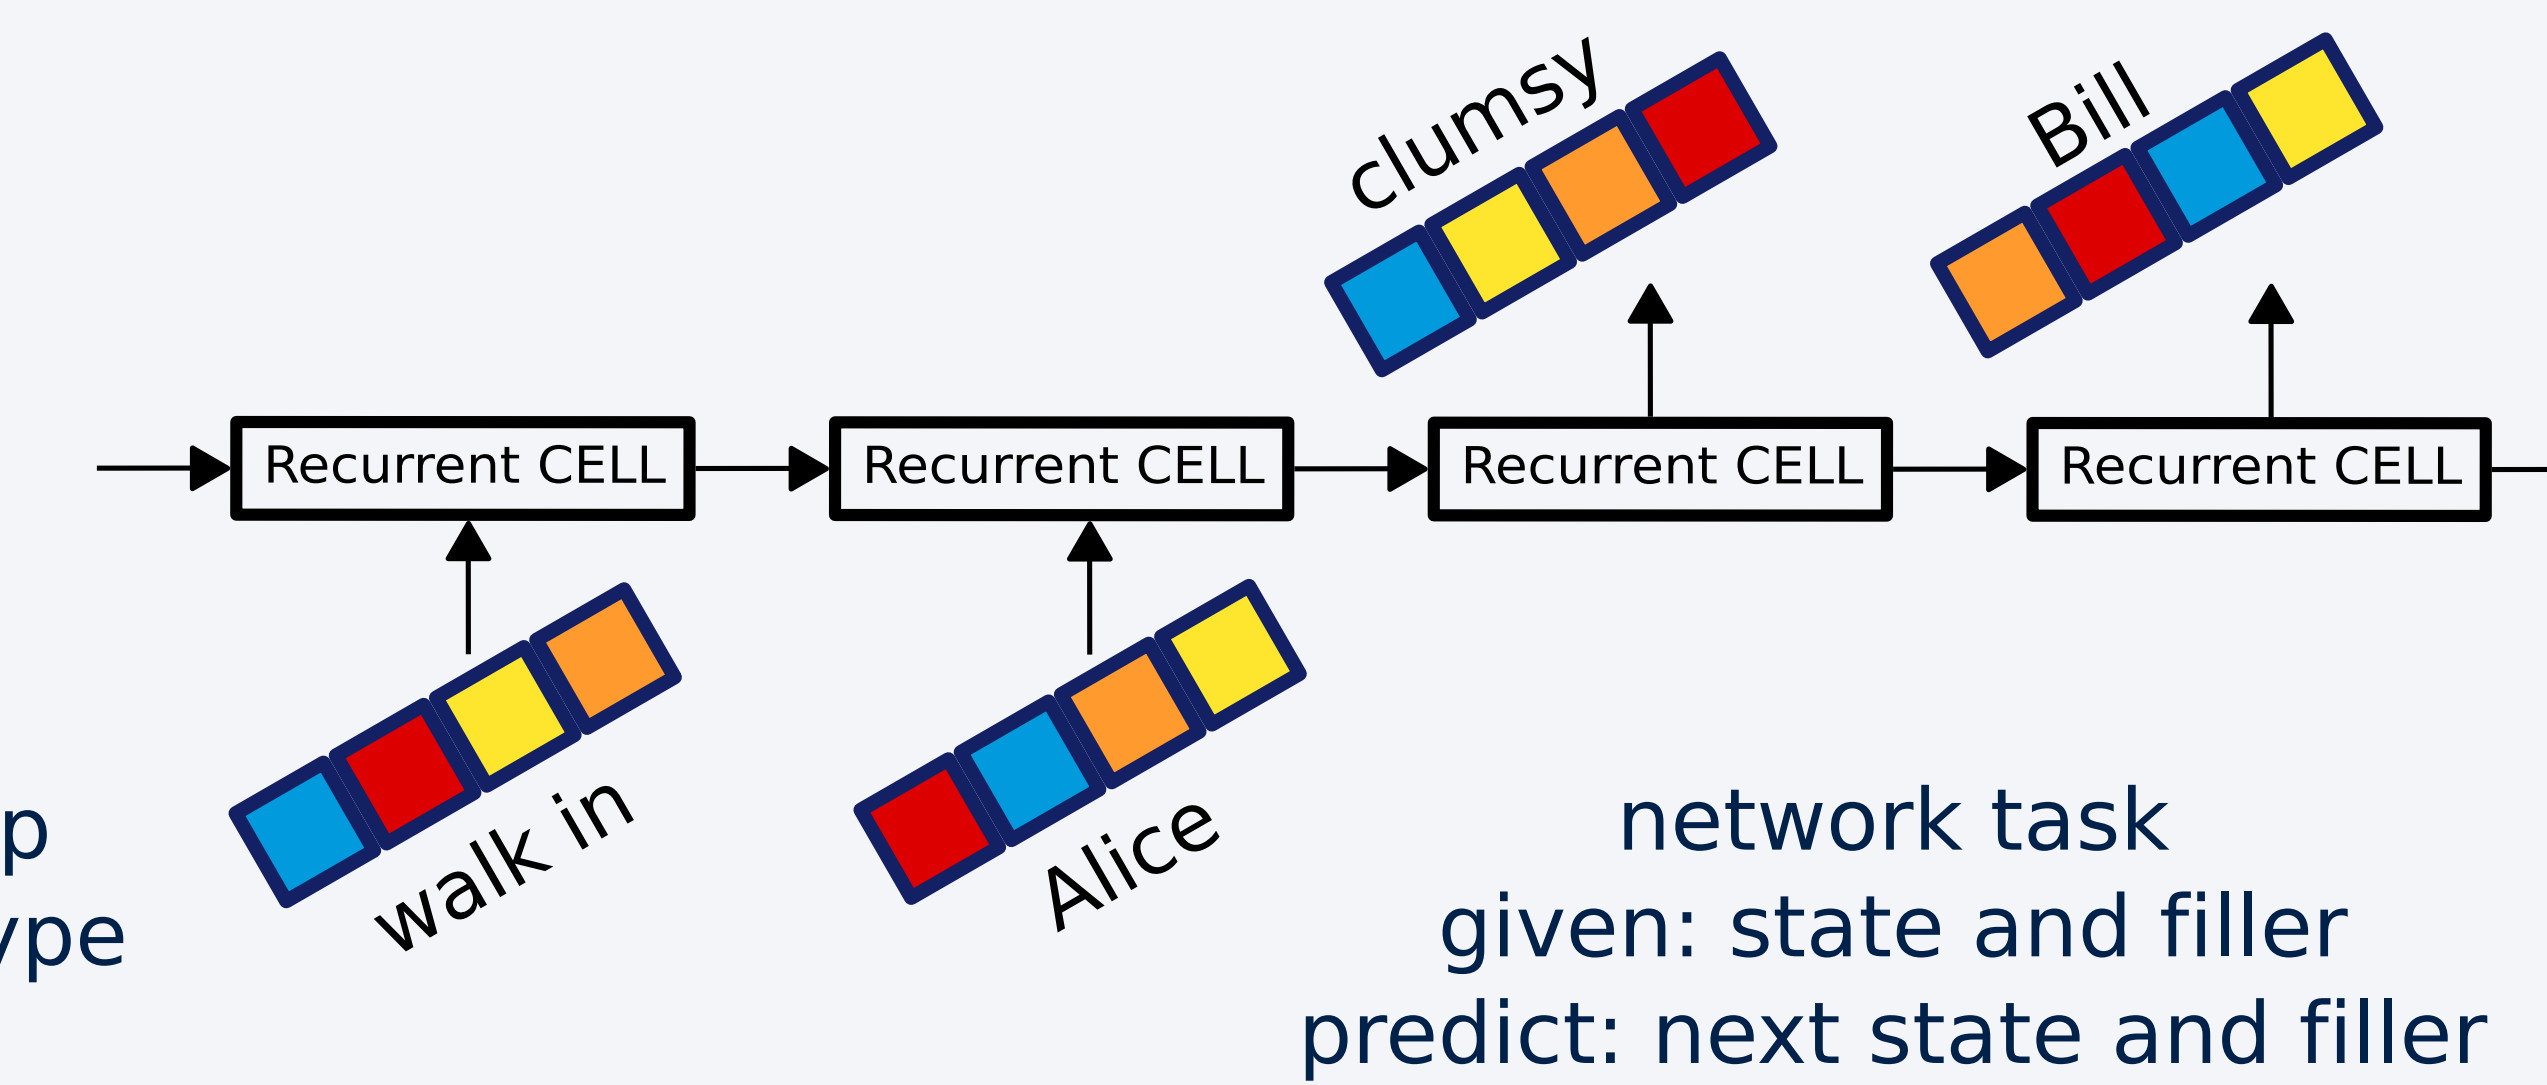 clumsy
Bill
Recurrent CELL
Recurrent CELL
Recurrent CELL
Recurrent CELL
walk in
Alice
network task
given: state and filler
predict: next state and filler